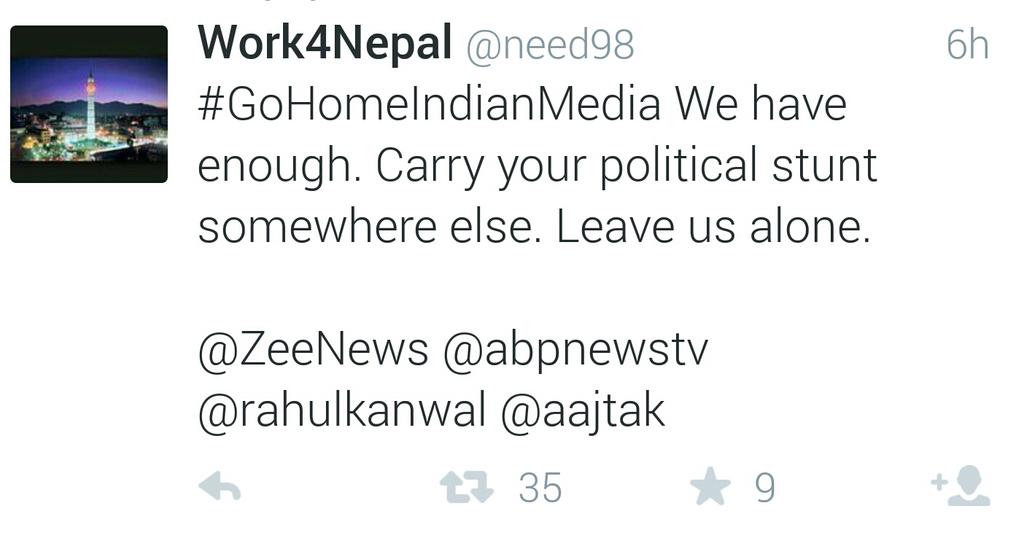 Work4Nepal @need98 6h
#GoHomeIndianMedia We have
enough. Carry your political stunt
somewhere else. Leave us alone.
@ZeeNews @abpnewstv
@rahulkanwal @aajtak
35 9